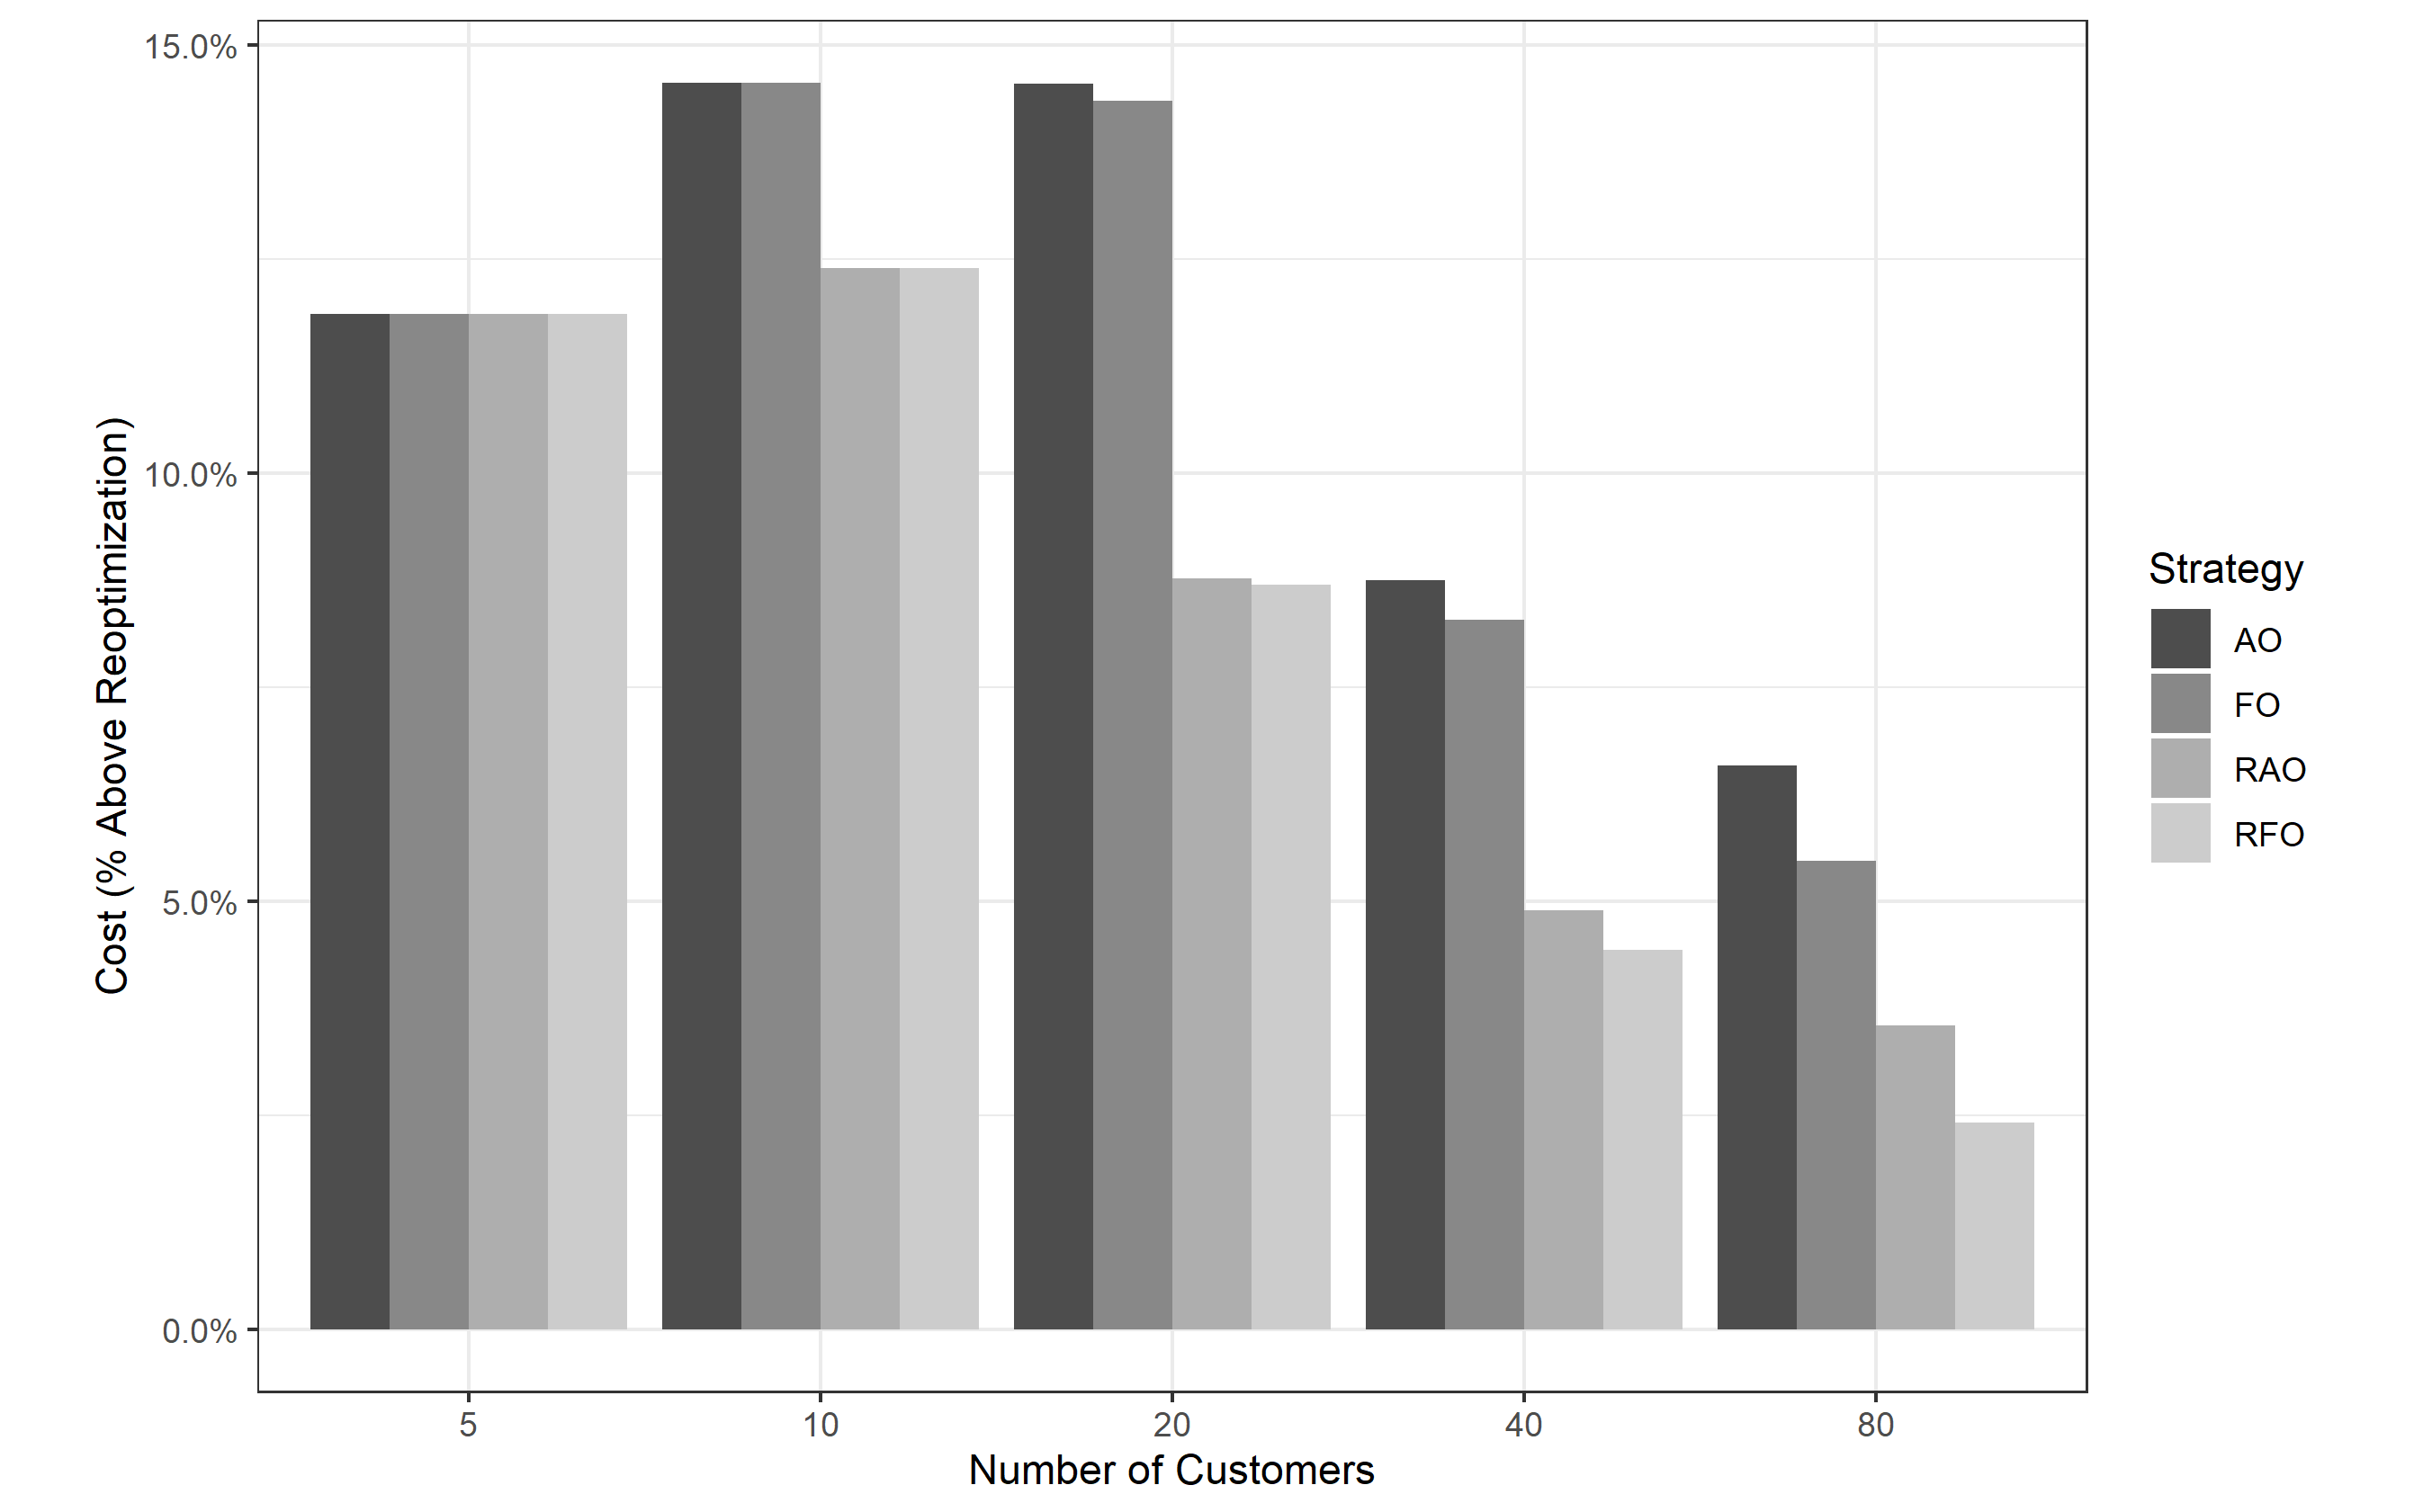 15.0%
10.0%
5.0%
0.0%
Cost (% Above Reoptimization)
5 10 20 40 80
Number of Customers
Strategy
AO
FO
RAO
RFO